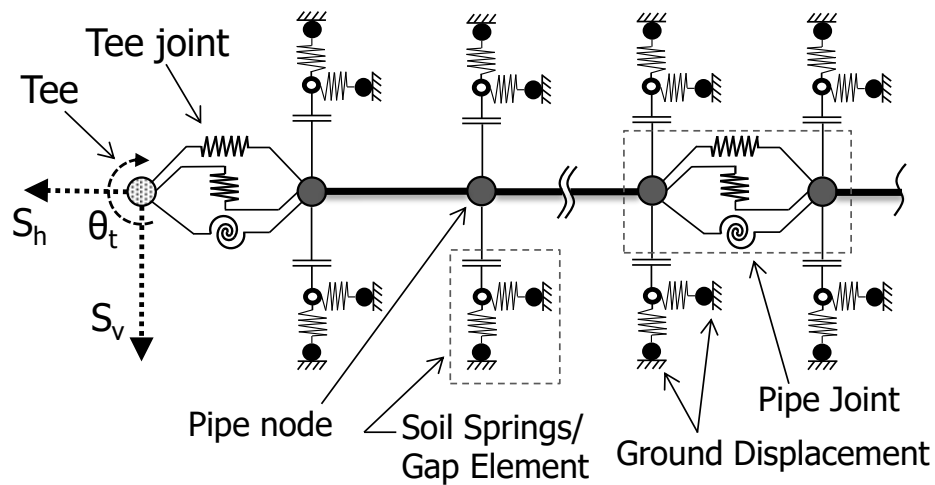 Tee joint
Tee
Sh
θt
Sv
Pipe node
Soil Springs/
Gap Element
Ground Displacement
Pipe Joint